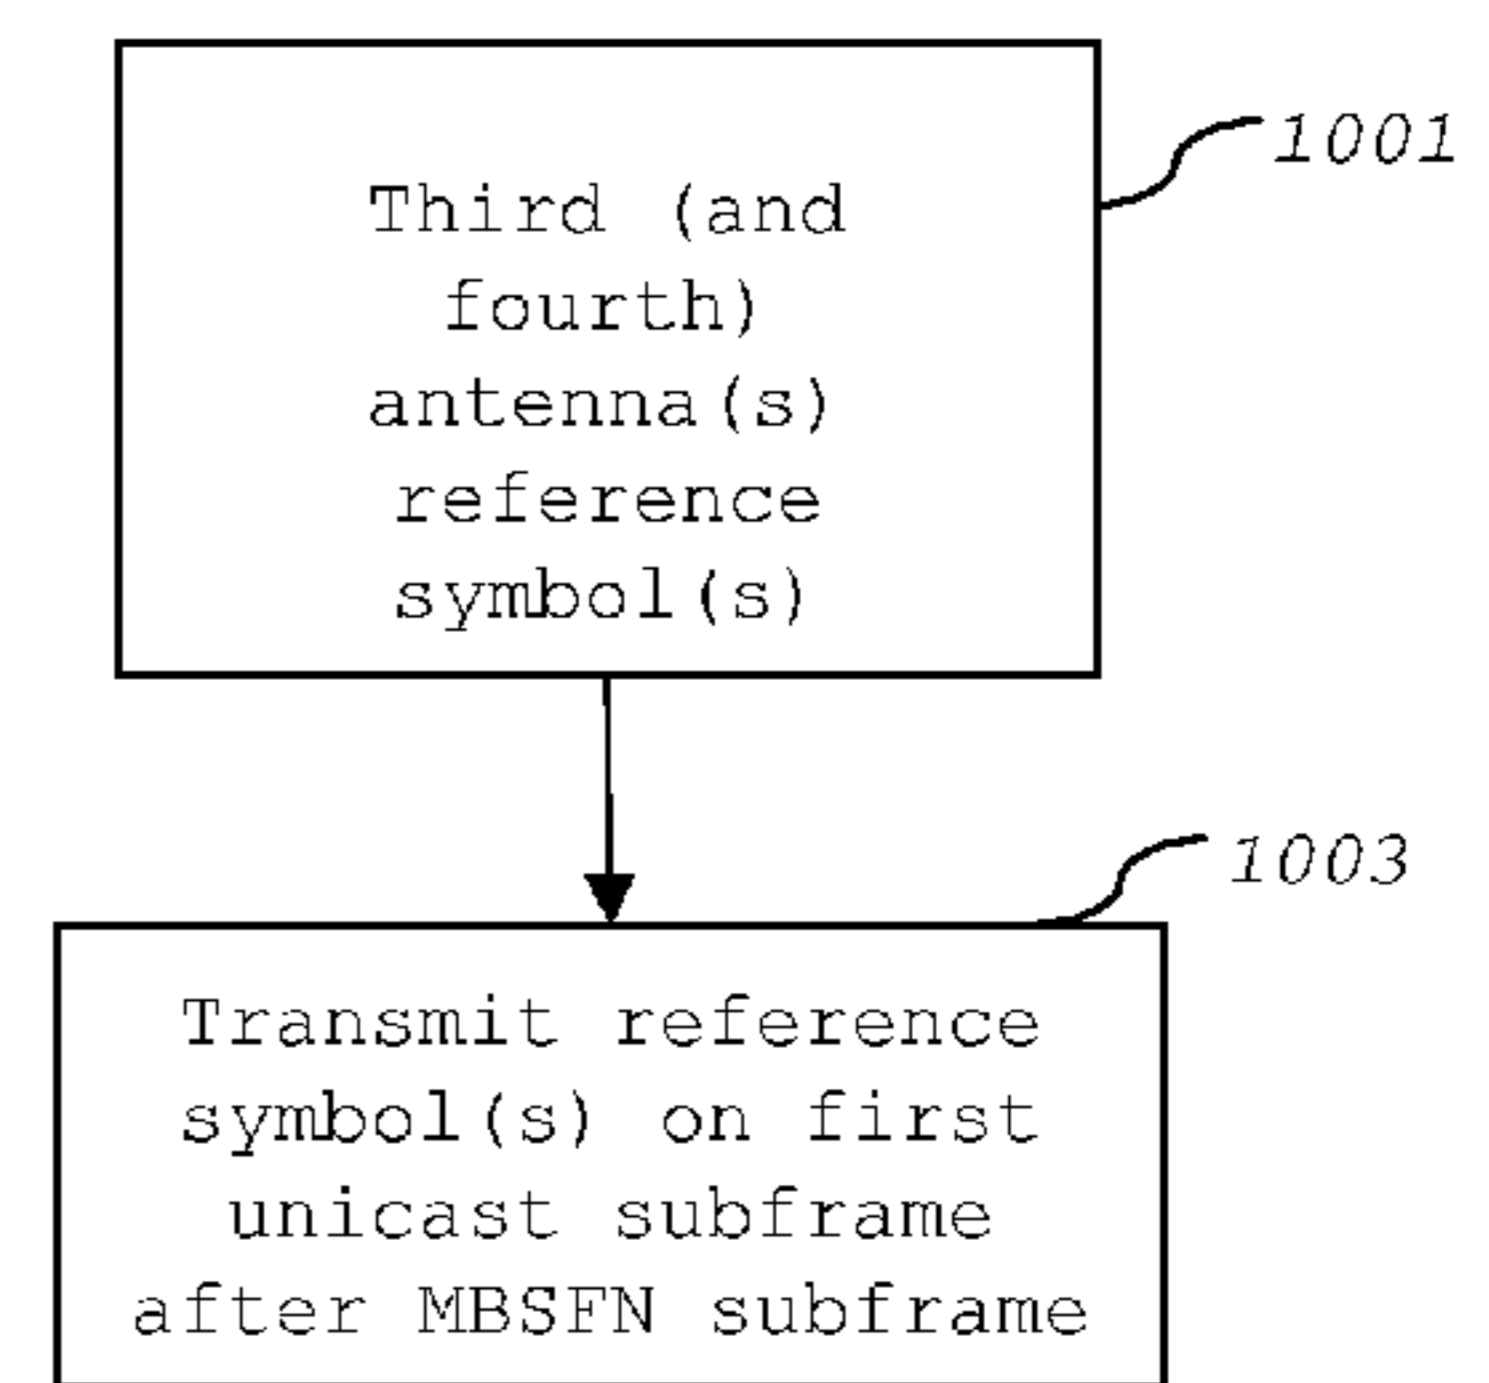 Third (and
fourth)
antenna(s)
reference
symbol(s)
1001
Transmit reference
symbol(s) on first
unicast subframe
after MBSFN subframe
1003